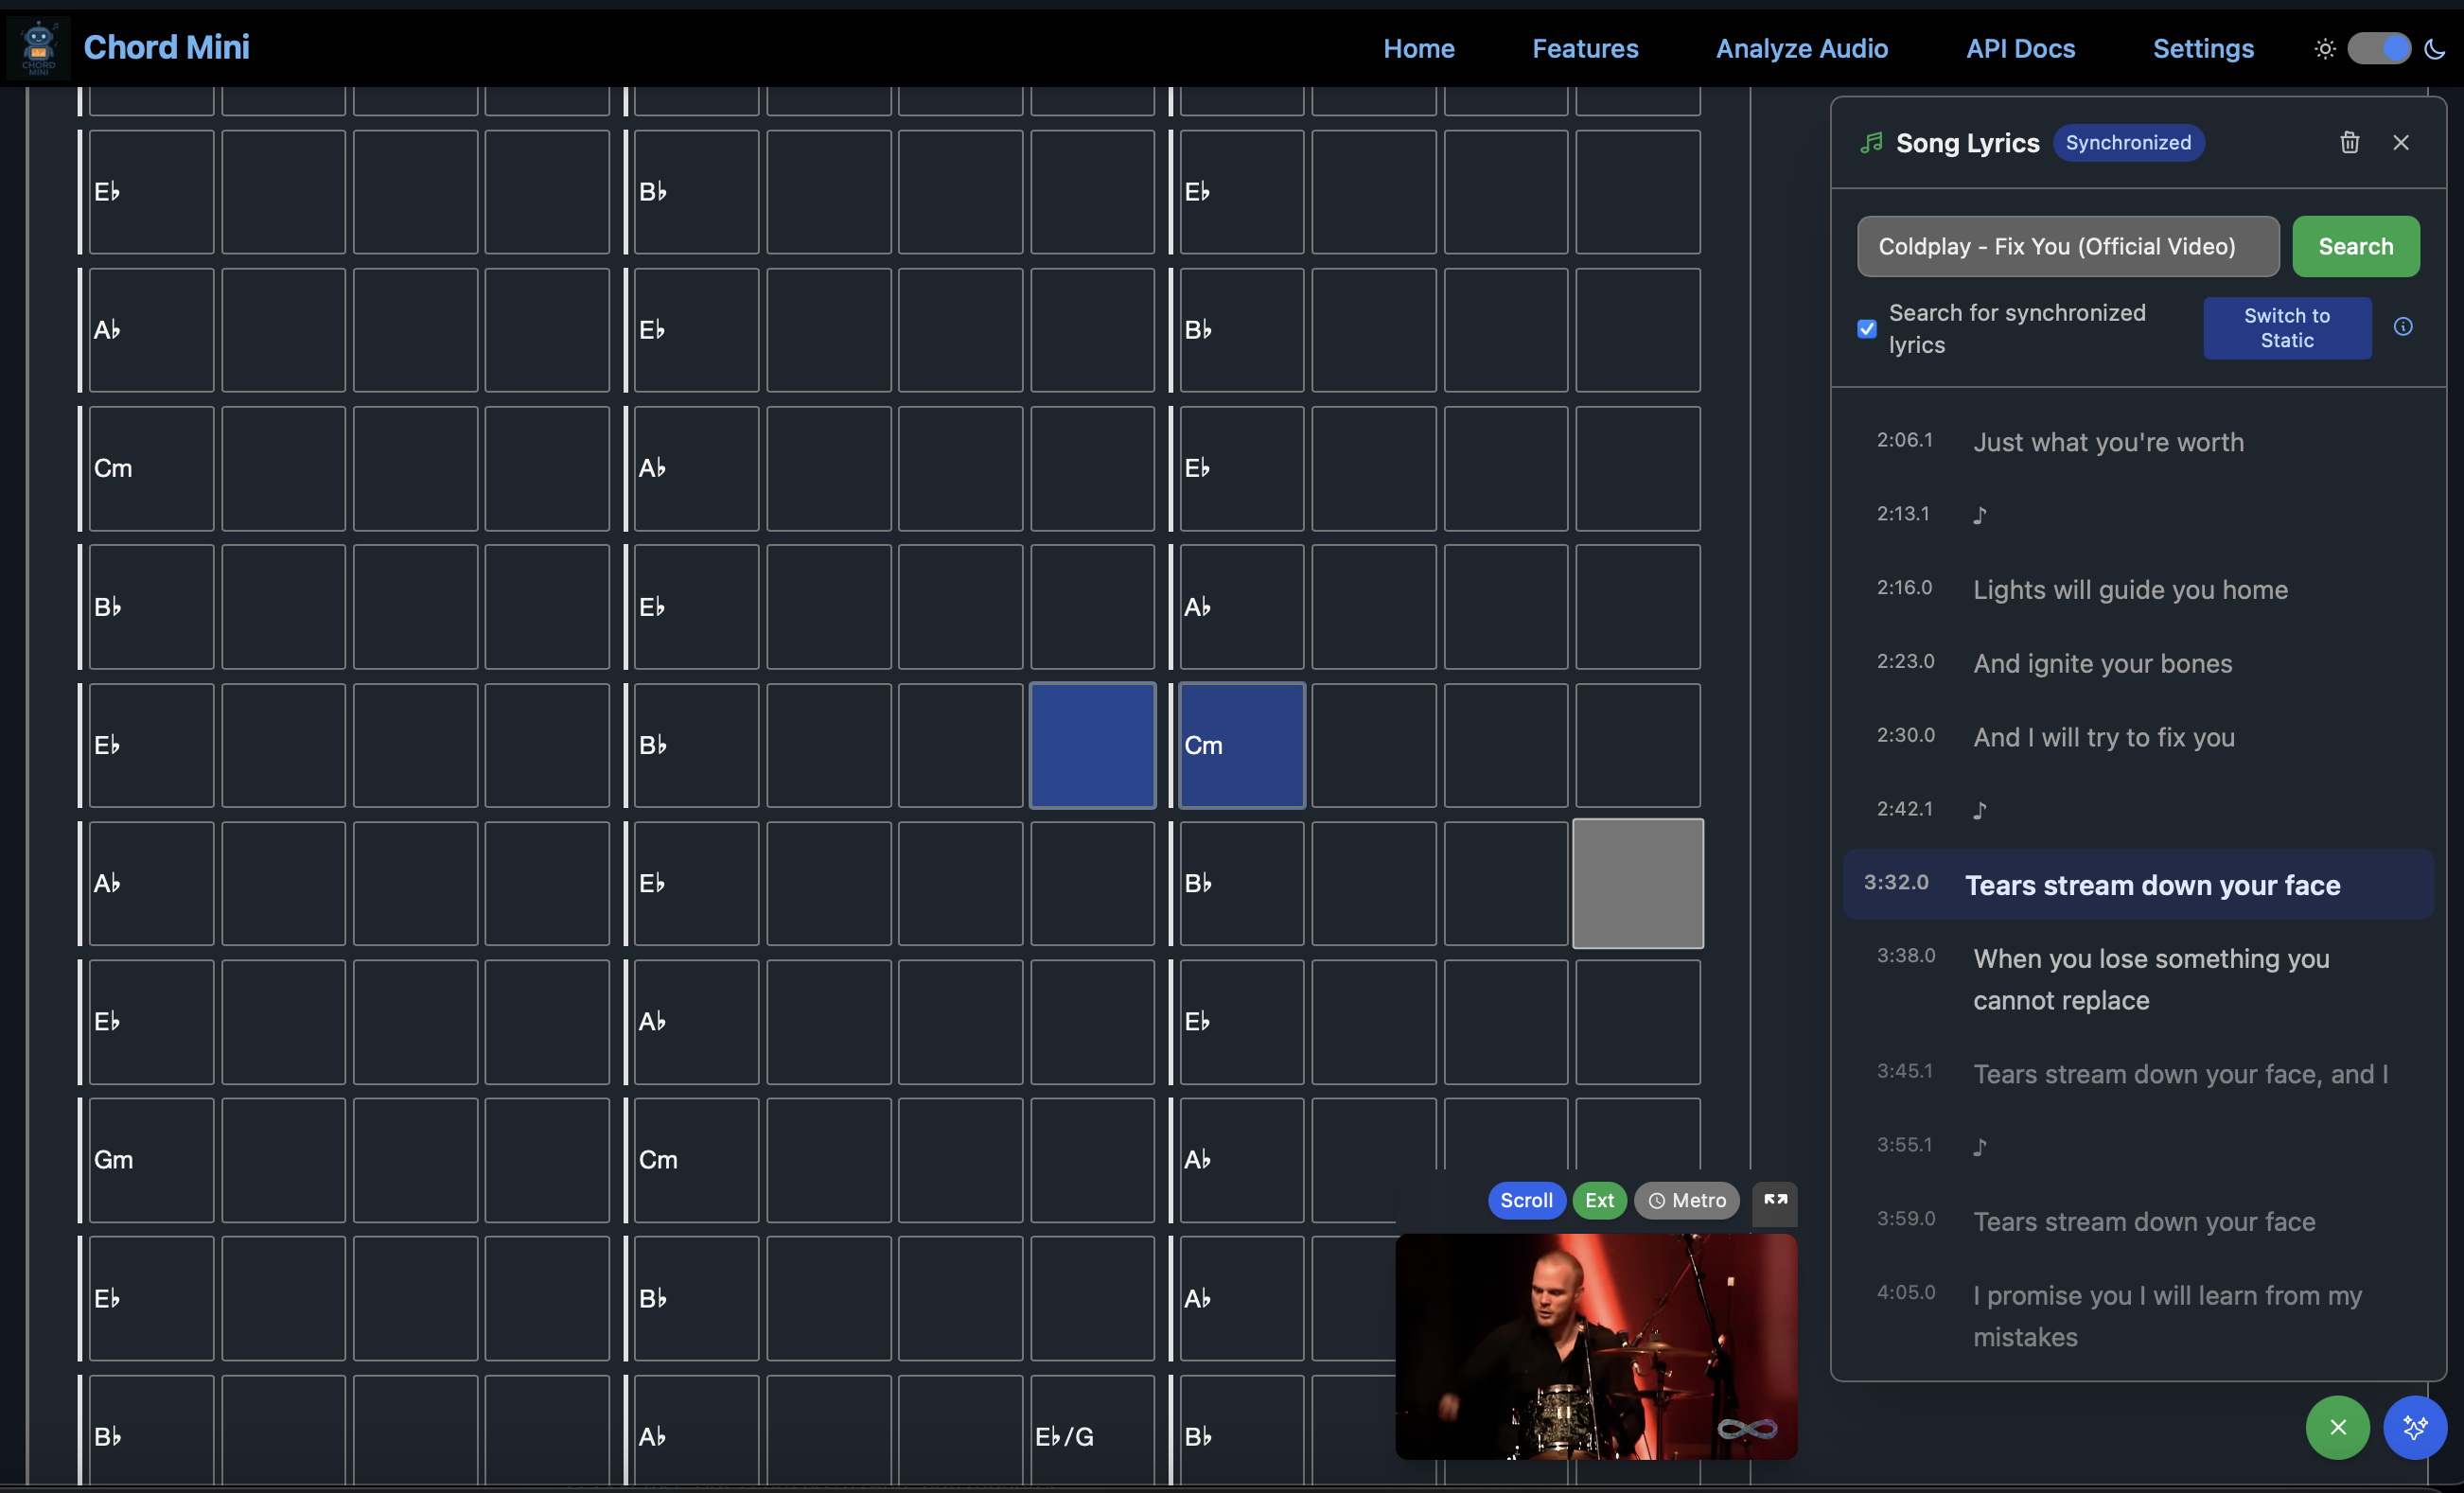 CHORD
MINI
Chord Mini
Home
Features
Analyze Audio
API Docs
Settings
E♭
B♭
E♭
A♭
E♭
B♭
Cm
A♭
E♭
B♭
E♭
A♭
E♭
B♭
Cm
A♭
E♭
B♭
E♭
A♭
E♭
Gm
Cm
A♭
E♭
B♭
A♭
B♭
A♭
E♭/G
B♭
Scroll
Ext
Metro
Song Lyrics
Synchronized
Coldplay - Fix You (Official Video)
Search
Search for synchronized
lyrics
Switch to
Static
2:06.1 Just what you're worth
2:13.1 ♪
2:16.0 Lights will guide you home
2:23.0 And ignite your bones
2:30.0 And I will try to fix you
2:42.1 ♪
3:32.0 Tears stream down your face
3:38.0 When you lose something you
cannot replace
3:45.1 Tears stream down your face, and I
3:55.1 ♪
3:59.0 Tears stream down your face
4:05.0 I promise you I will learn from my
mistakes